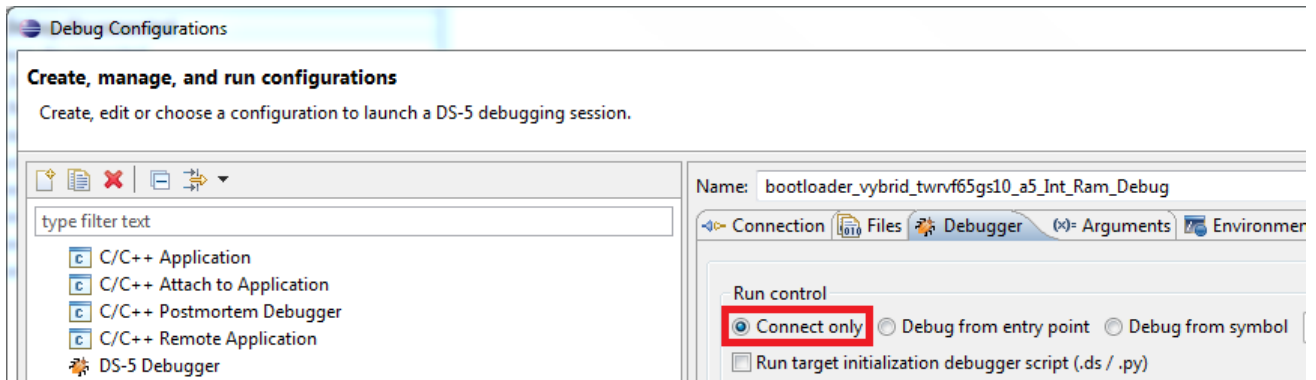 Debug Configurations
Create, manage, and run configurations
Create, edit or choose a configuration to launch a DS-5 debugging session.
Name: bootloader_vybrid_twrvf65gs10_a5_Int_Ram_Debug
type filter text
Connection Files Debugger (x)= Arguments Environmen
C/C++ Application
C/C++ Attach to Application
C/C++ Postmortem Debugger
C/C++ Remote Application
DS-5 Debugger
Run control
Connect only Debug from entry point Debug from symbol
Run target initialization debugger script (.ds / .py)